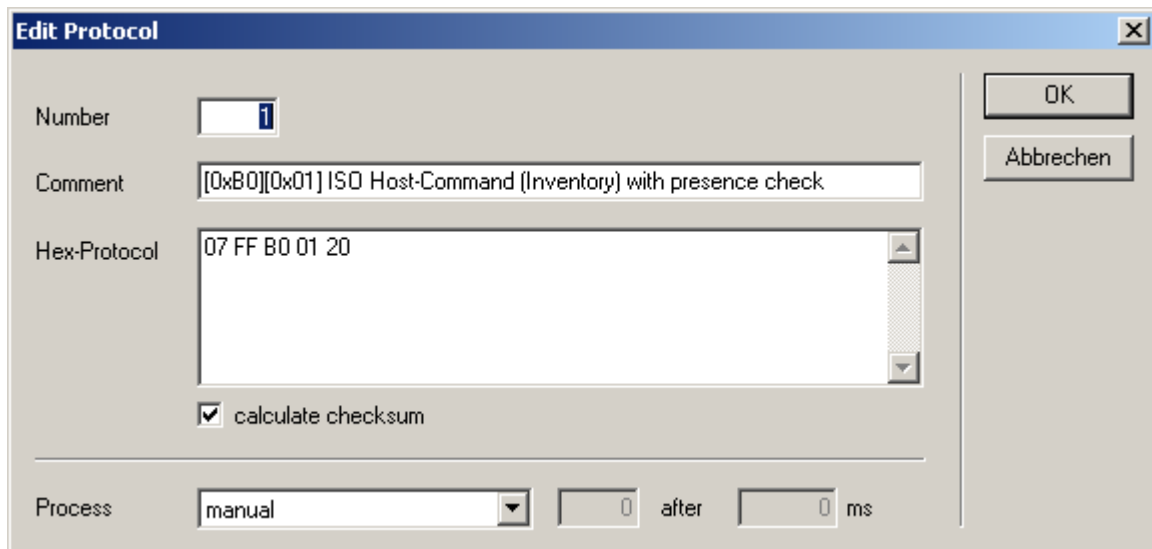 Edit Protocol
Number 1
OK
Comment [0xB0][0x01] ISO Host-Command (Inventory) with presence check
Abbrechen
Hex-Protocol 07 FF B0 01 20
calculate checksum
Process manual 0 after 0 ms